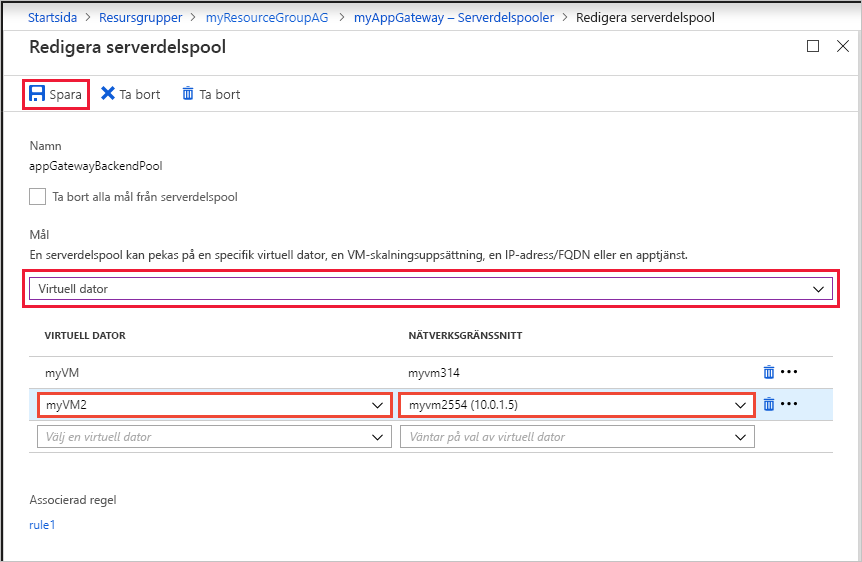 Startsida > Resursgrupper > myResourceGroupAG > myAppGateway – Serverdelspooler > Redigera serverdelspool
Redigera serverdelspool
Spara Ta bort Ta bort
Namn
appGatewayBackendPool
Ta bort alla mål från serverdelspool
Mål
En serverdelspool kan pekas på en specifik virtuell dator, en VM-skalningsuppsättning, en IP-adress/FQDN eller en apptjänst.
Virtuell dator
VIRTUELL DATOR NÄTVERKSGRÄNSSNITT
myVM myvm314
myVM2 myvm2554 (10.0.1.5)
Välj en virtuell dator Väntar på val av virtuell dator
Associerad regel
rule1